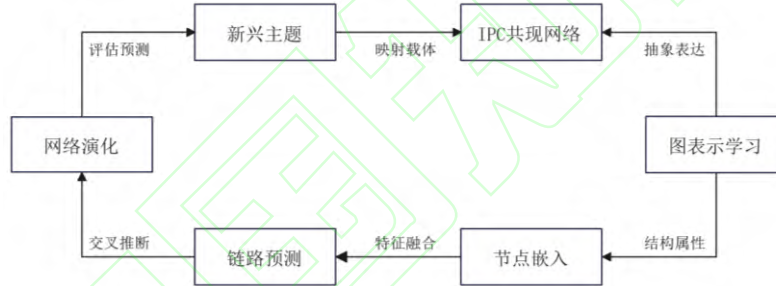 新兴主题
IPC共现网络
评估预测
映射载体
抽象表达
网络演化
图表示学习
交叉推断
特征融合
结构属性
链路预测
节点嵌入